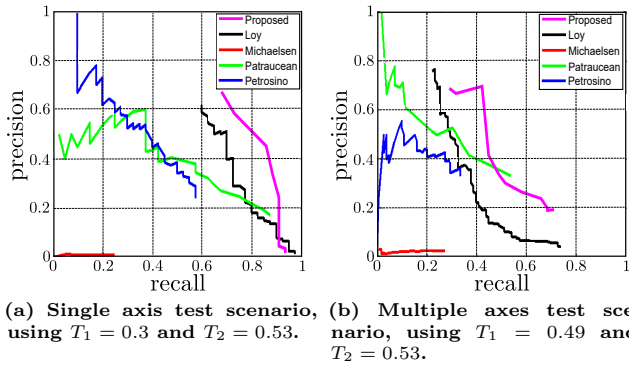 1
0.8
0.6
0.4
0.2
0
0
0.2
0.4
0.6
0.8
1
precision
recall
Proposed
Loy
Michaelsen
Patraucean
Petrosino
1
0.8
0.6
0.4
0.2
0
0
0.2
0.4
0.6
0.8
1
precision
recall
Proposed
Loy
Michaelsen
Patraucean
Petrosino
(a) Single axis test scenario,
using T₁ = 0.3 and T₂ = 0.53.
(b) Multiple axes test sce
nario, using T₁ = 0.49 and
T₂ = 0.53.